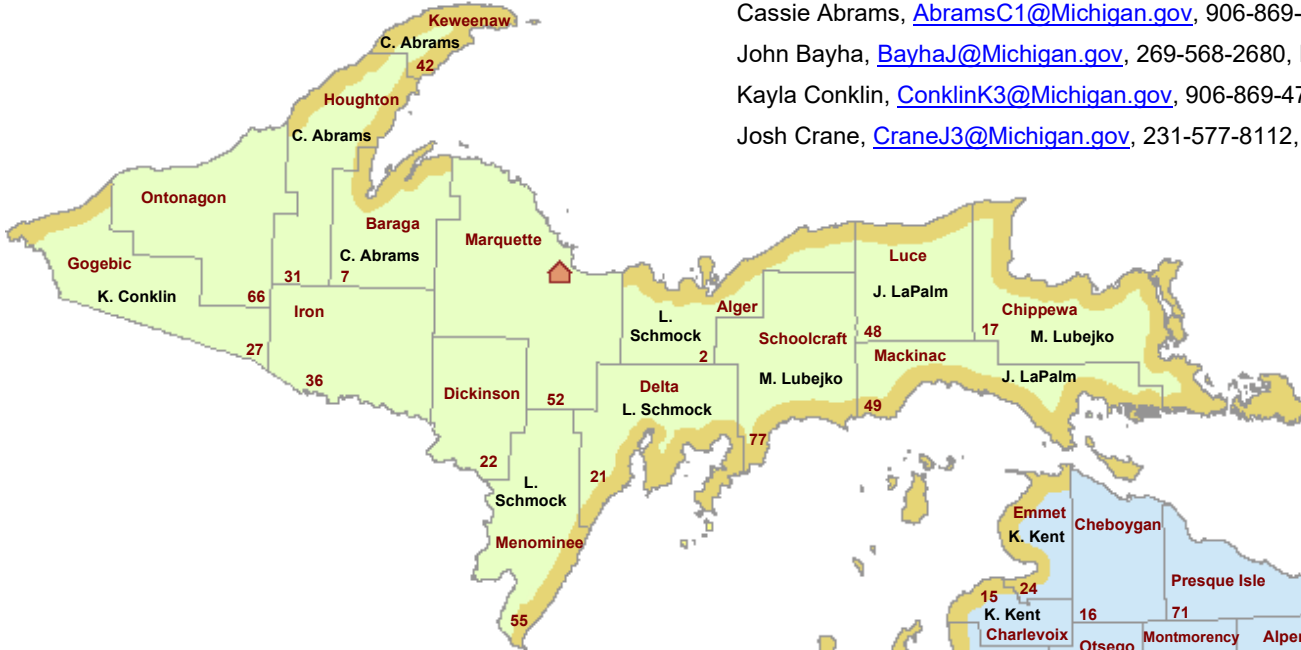 Cassie Abrams, AbramsC1@Michigan.gov, 906-869-
John Bayha, BayhaJ@Michigan.gov, 269-568-2680,
Kayla Conklin, ConklinK3@Michigan.gov, 906-869-47
Josh Crane, CraneJ3@Michigan.gov, 231-577-8112,
Keweenaw
C. Abrams
42
Houghton
C. Abrams
Ontonagon
Baraga
C. Abrams
Marquette
Gogebic
K. Conklin
31
7
66
Iron
27
36
Dickinson
52
22
L.
Schmock
Menominee
55
21
L.
Schmock
Alger
2
Delta
L. Schmock
Schoolcraft
M. Lubejko
77
Luce
J. LaPalm
48
Mackinac
J. LaPalm
49
Chippewa
17
M. Lubejko
Emmet
K. Kent
24
Cheboygan
16
Presque Isle
71
15
K. Kent
Charlevoix
Otsego
Montmorency
Alper